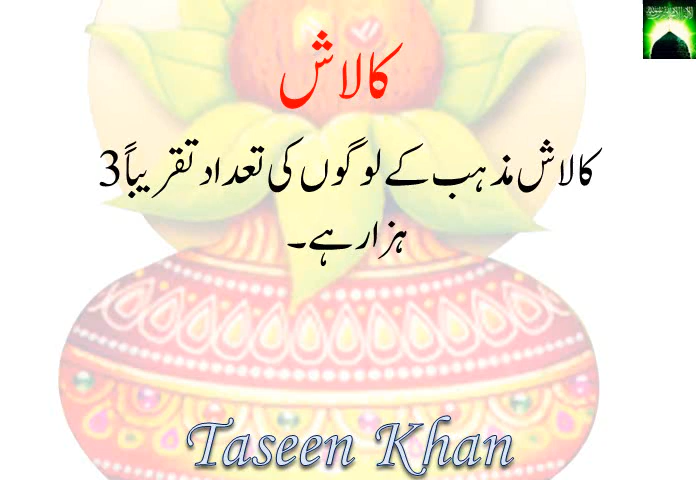 کالاش
کالاش مذہب کے لوگوں کی تعداد تقریباً 3
ہزار ہے۔
Taseen Khan